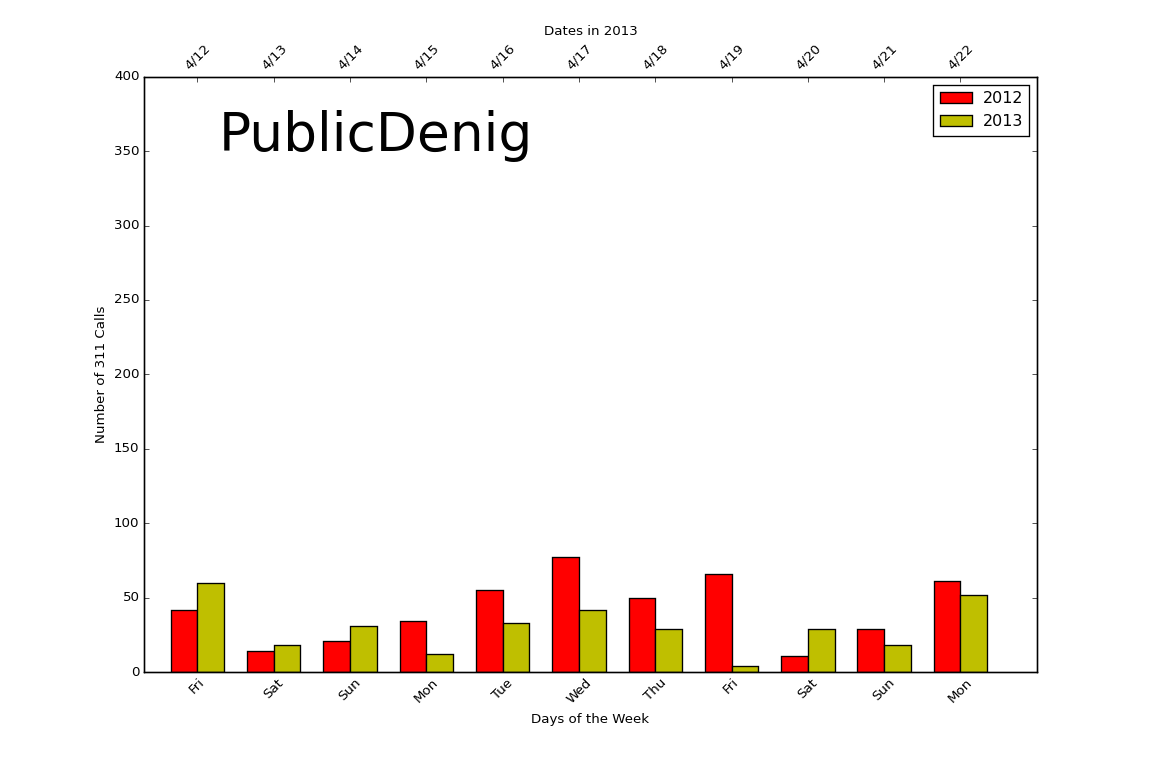 Dates in 2013
4/12 4/13 4/14 4/15 4/16 4/17 4/18 4/19 4/20 4/21 4/22
400
350
300
250
200
150
100
50
0
Number of 311 Calls
PublicDenig
2012
2013
Fri Sat Sun Mon Tue Wed Thu Fri Sat Sun Mon
Days of the Week